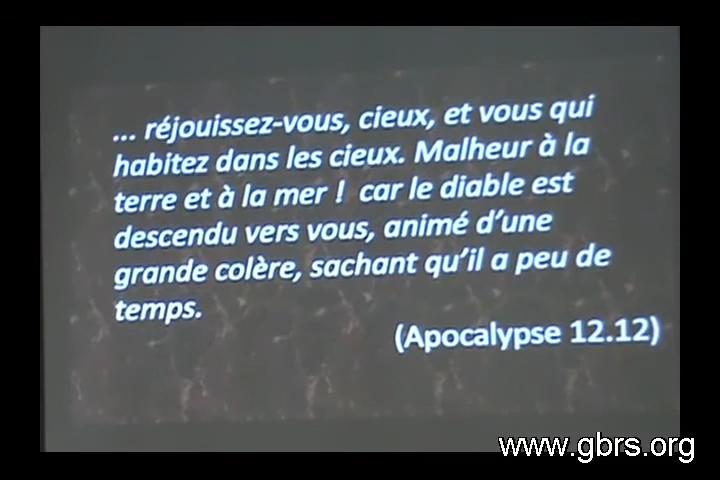 ... réjouissez-vous, cieux, et vous qui
habitez dans les cieux. Malheur à la
terre et à la mer ! car le diable est
descendu vers vous, animé d'une
grande colère, sachant qu'il a peu de
temps.
(Apocalypse 12.12)
www.gbrs.org